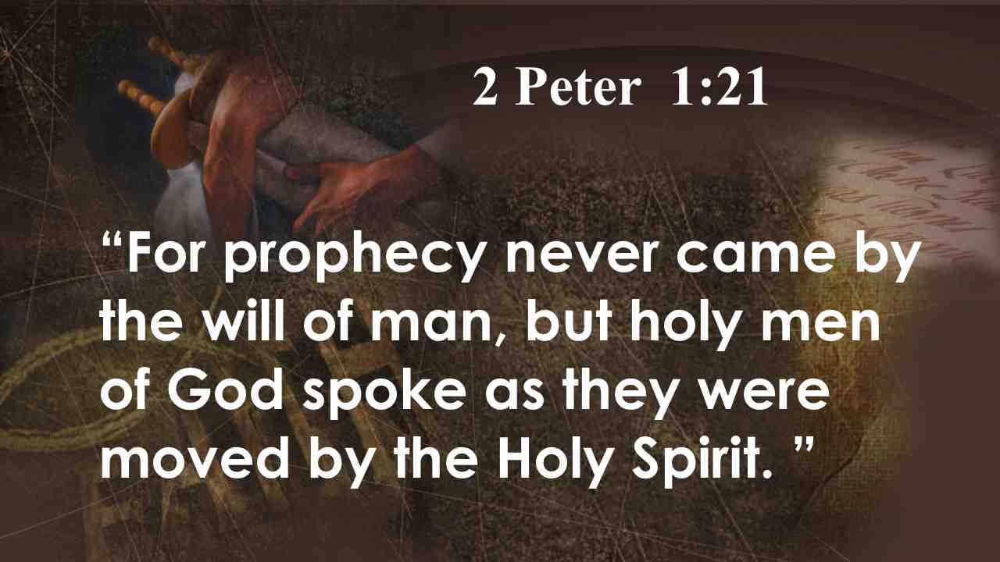 2 Peter 1:21
“For prophecy never came by
the will of man, but holy men
of God spoke as they were
moved by the Holy Spirit. ”